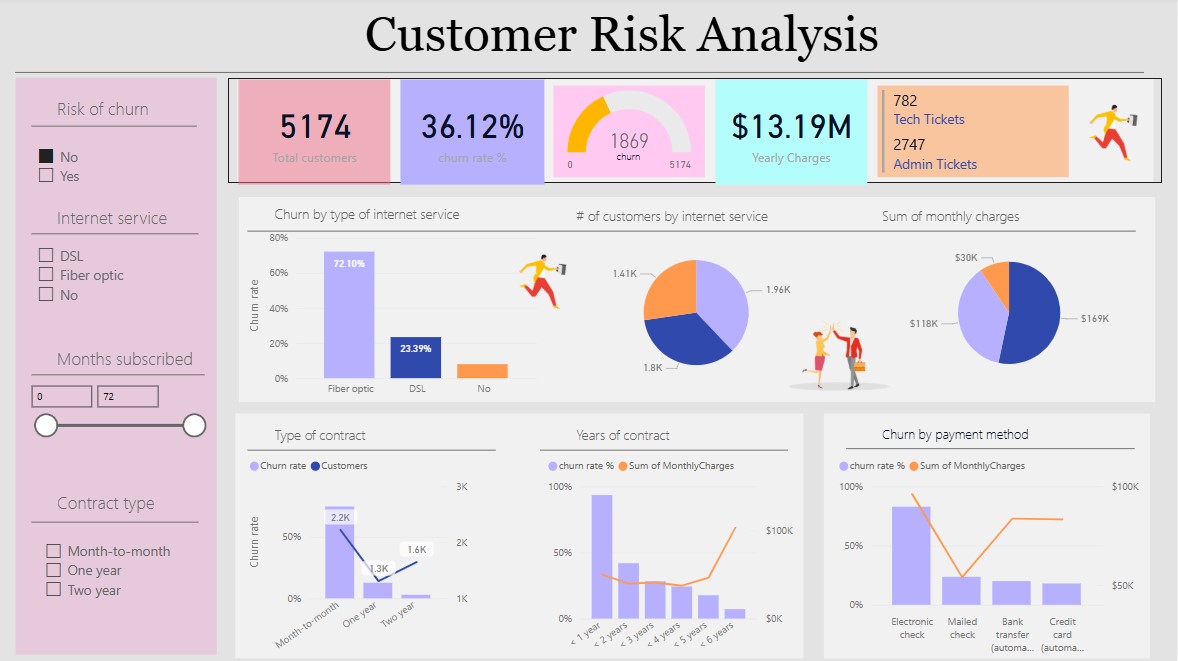 Customer Risk Analysis
Risk of churn
No
Yes
Internet service
DSL
Fiber optic
No
Months subscribed
0 72
Contract type
Month-to-month
One year
Two year
5174
Total customers
36.12%
churn rate %
1869
churn
0 5174
$13.19M
Yearly Charges
782
Tech Tickets
2747
Admin Tickets
Churn by type of internet service
80%
60%
40%
20%
0%
Churn rate
72.10%
23.39%
Fiber optic DSL No
# of customers by internet service
1.41K
1.96K
1.8K
Sum of monthly charges
$30K
$118K
$169K
Type of contract
Churn rate Customers
3K
2K
1K
50%
0%
Churn rate
2.2K
1.3K
1.6K
Month-to-month One year Two year
Years of contract
churn rate % Sum of MonthlyCharges
100%
50%
0%
$100K
$0K
< 1 year < 2 years < 3 years < 4 years < 5 years < 6 years
Churn by payment method
churn rate % Sum of MonthlyCharges
100%
50%
0%
$100K
$50K
Electronic check
Mailed check
Bank transfer (automa...
Credit card (automa...